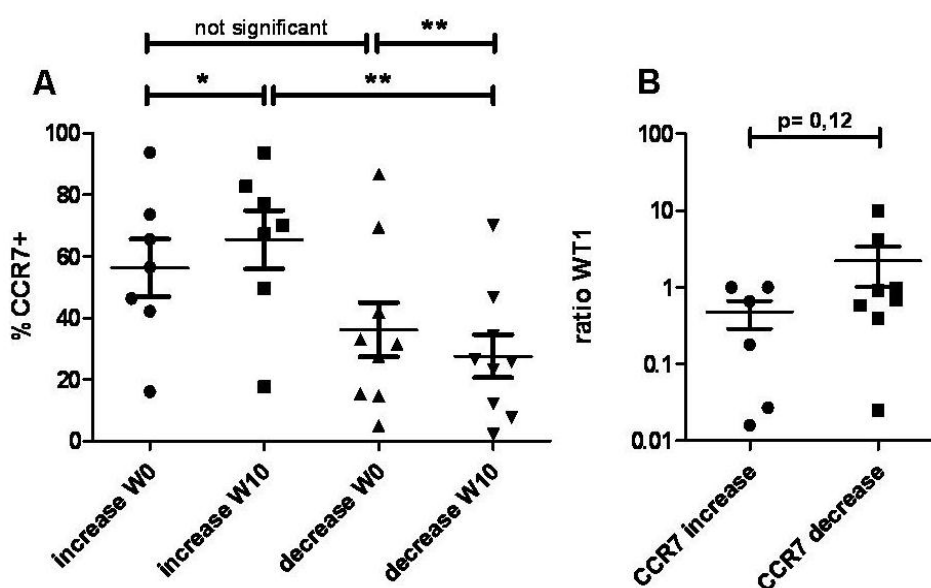 not significant
**
*
**
A
B
p= 0,12
100
80
60
40
20
0
% CCR7+
increase W0
increase W10
decrease W0
decrease W10
100
10
1
0.1
0.01
ratio WT1
CCR7 increase
CCR7 decrease